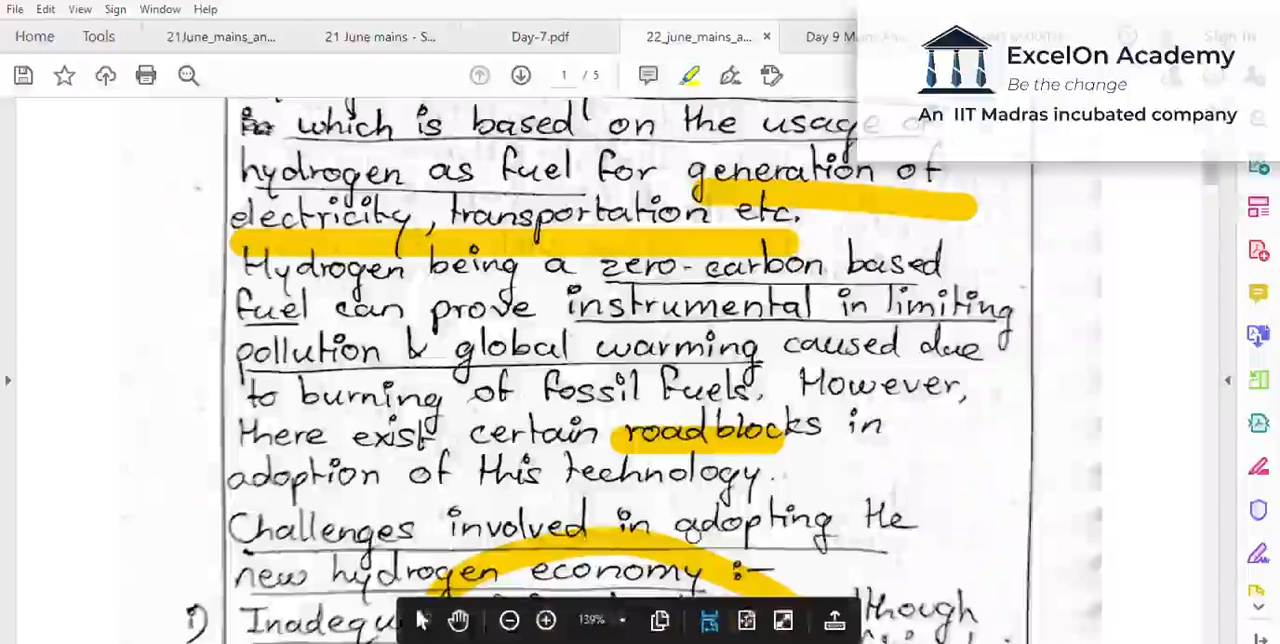 File Edit View Sign Window Help
Home Tools 21June_mains_an... 21 June mains - S... Day-7.pdf 22_june_mains_a... × Day 9 M
ExcelOn Academy
Be the change
An IIT Madras incubated company
1 / 5
which is based on the usage
hydrogen as fuel for generation of
electricity, transportation etc.
Hydrogen being a zero-carbon based
fuel can prove instrumental in limiting
pollution & global warming caused due
to burning of fossil fuels. However,
there exist certain roadblocks in
adoption of this technology.
Challenges involved in adopting the
new hydrogen economy :-
i) Inadequ though
139%